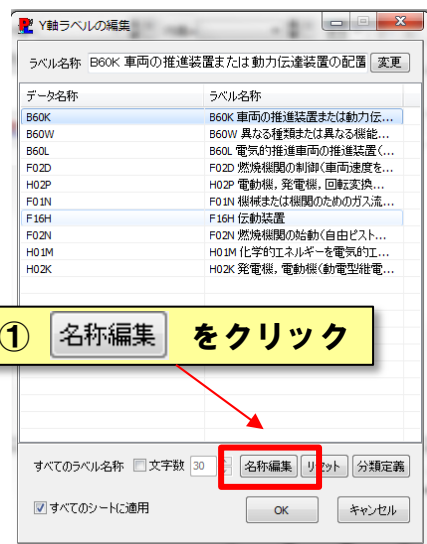 Y軸ラベルの編集
ラベル名称 B60K 車両の推進装置または動力伝達装置の配置 変更
データ名称 ラベル名称
B60K B60K 車両の推進装置または動力伝...
B60W B60W 異なる種類または異なる機能...
B60L B60L 電気的推進車両の推進装置(...
F02D F02D 燃焼機関の制御(車両速度を...
H02P H02P 電動機，発電機，回転変換...
F01N F01N 機械または機関のためのガス流...
F16H F16H 伝動装置
F02N F02N 燃焼機関の始動(自由ピスト...
H01M H01M 化学的エネルギーを電気的エ...
H02K H02K 発電機，電動機(動電型継電...
① 名称編集 をクリック
すべてのラベル名称 文字数 30 名称編集 リセット 分類定義
すべてのシートに適用 OK キャンセル